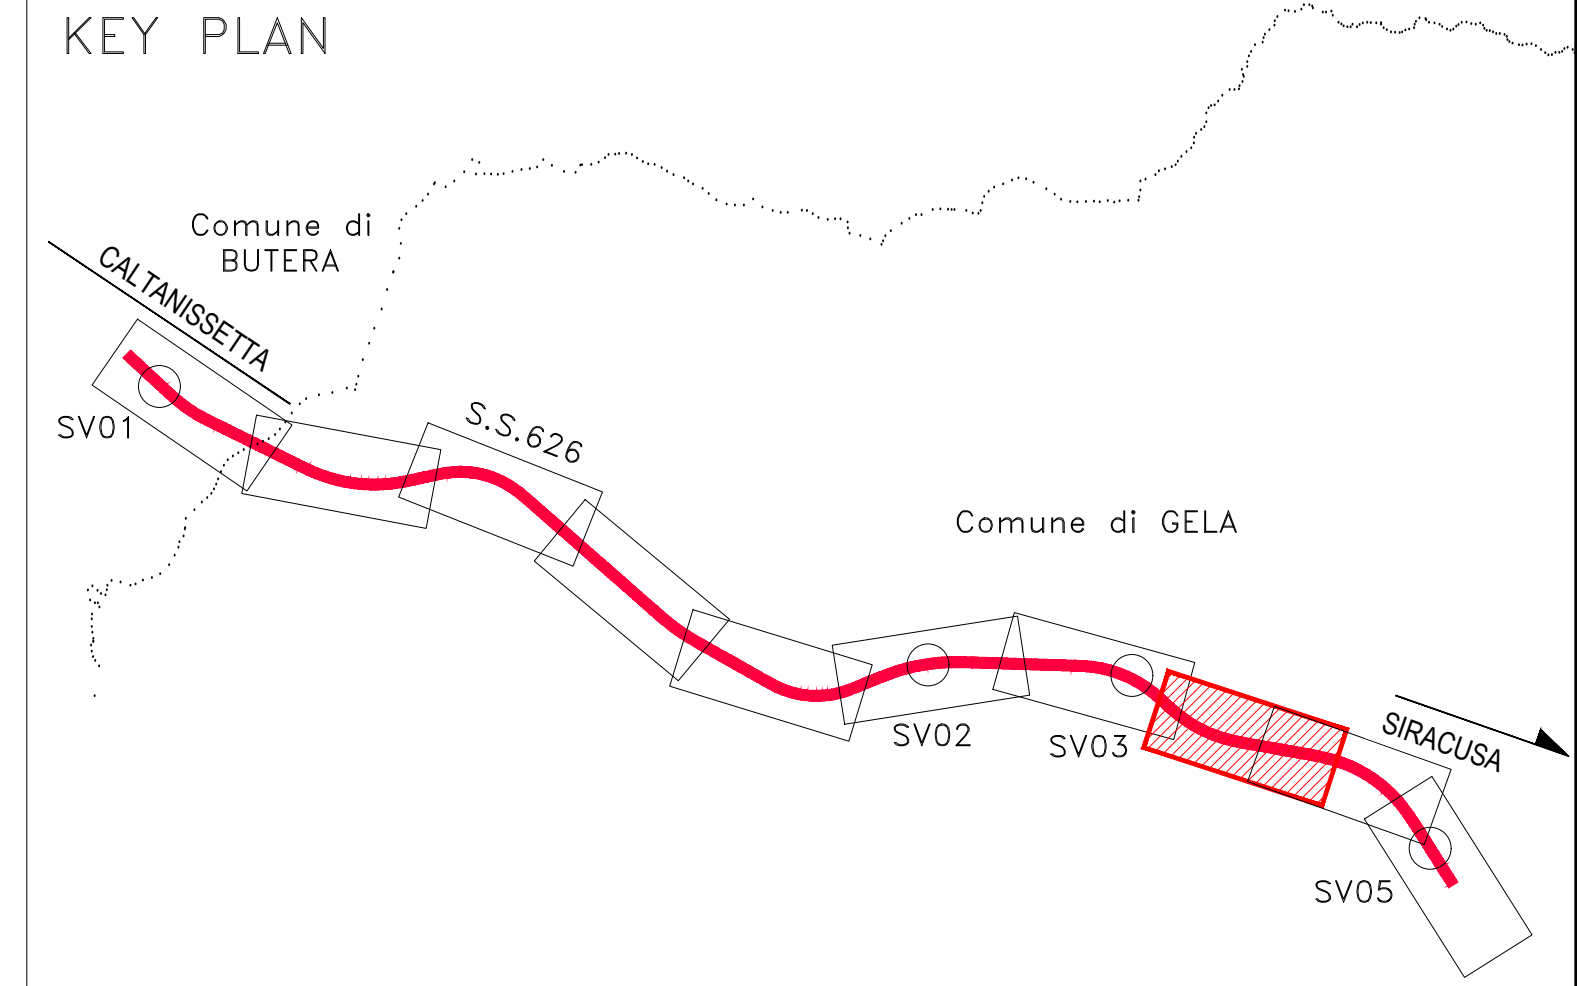 KEY PLAN
Comune di
BUTERA
CALTANISSETTA
SV01
S.S.626
Comune di GELA
SV02
SV03
SIRACUSA
SV05